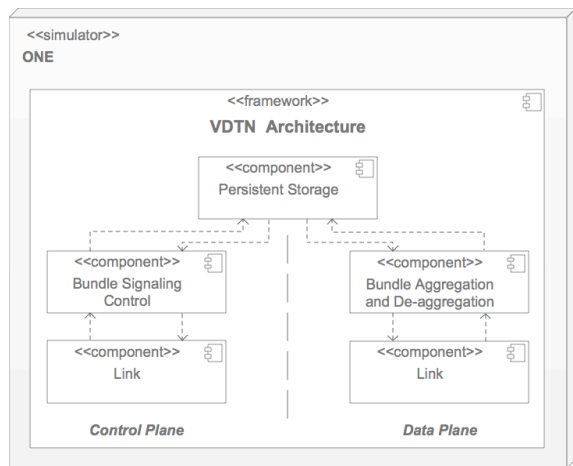 <<simulator>>
ONE
<<framework>>
VDTN Architecture
<<component>>
Persistent Storage
<<component>>
Bundle Signaling
Control
<<component>>
Bundle Aggregation
and De-aggregation
<<component>>
Link
<<component>>
Link
Control Plane
Data Plane